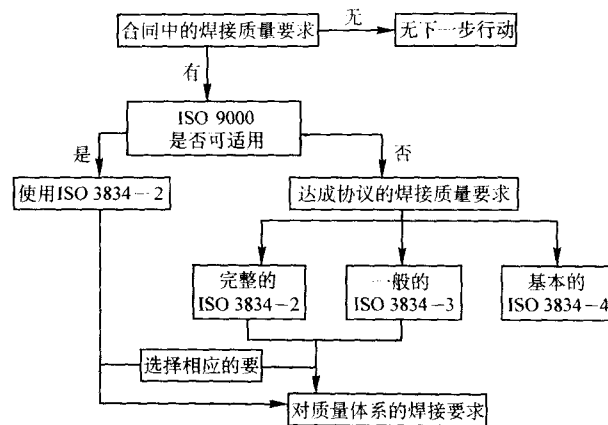 合同中的焊接质量要求
无
无下一步行动
有
ISO 9000
是否可适用
是
否
使用ISO 3834-2
达成协议的焊接质量要求
完整的
ISO 3834-2
一般的
ISO 3834-3
基本的
ISO 3834-4
选择相应的要
对质量体系的焊接要求